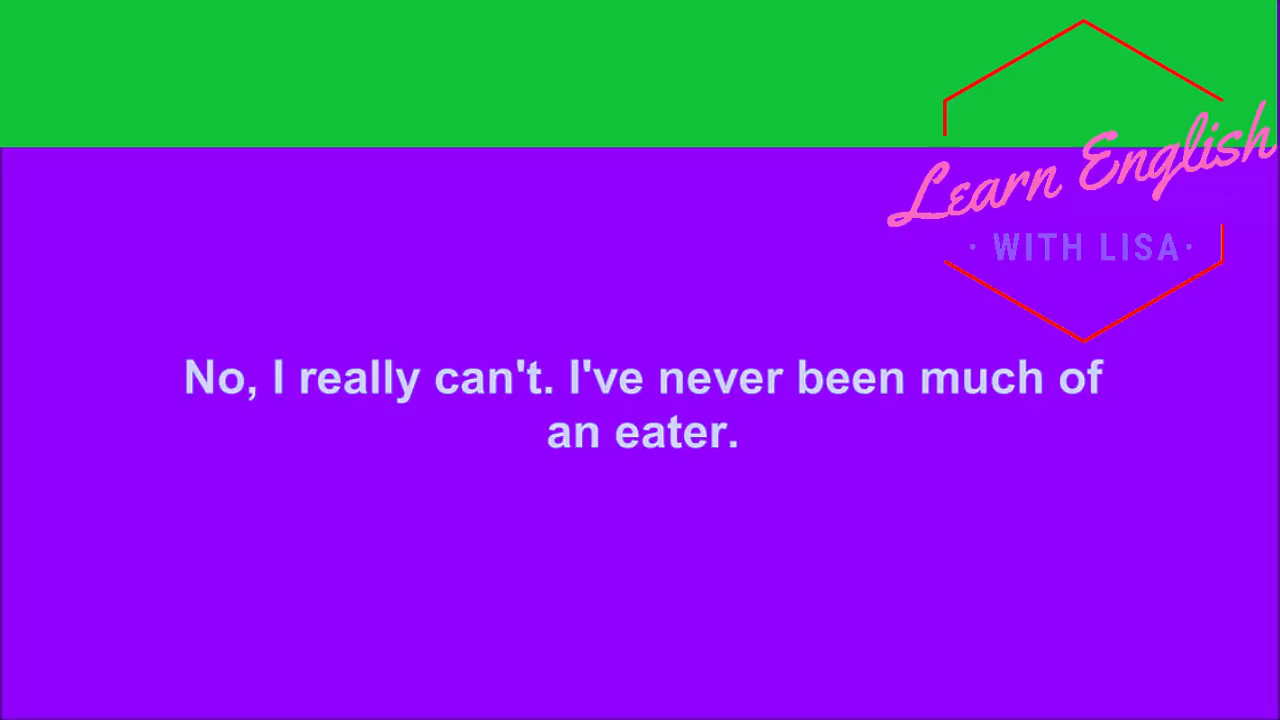 Learn English
· WITH LISA·
No, I really can't. I've never been much of
an eater.